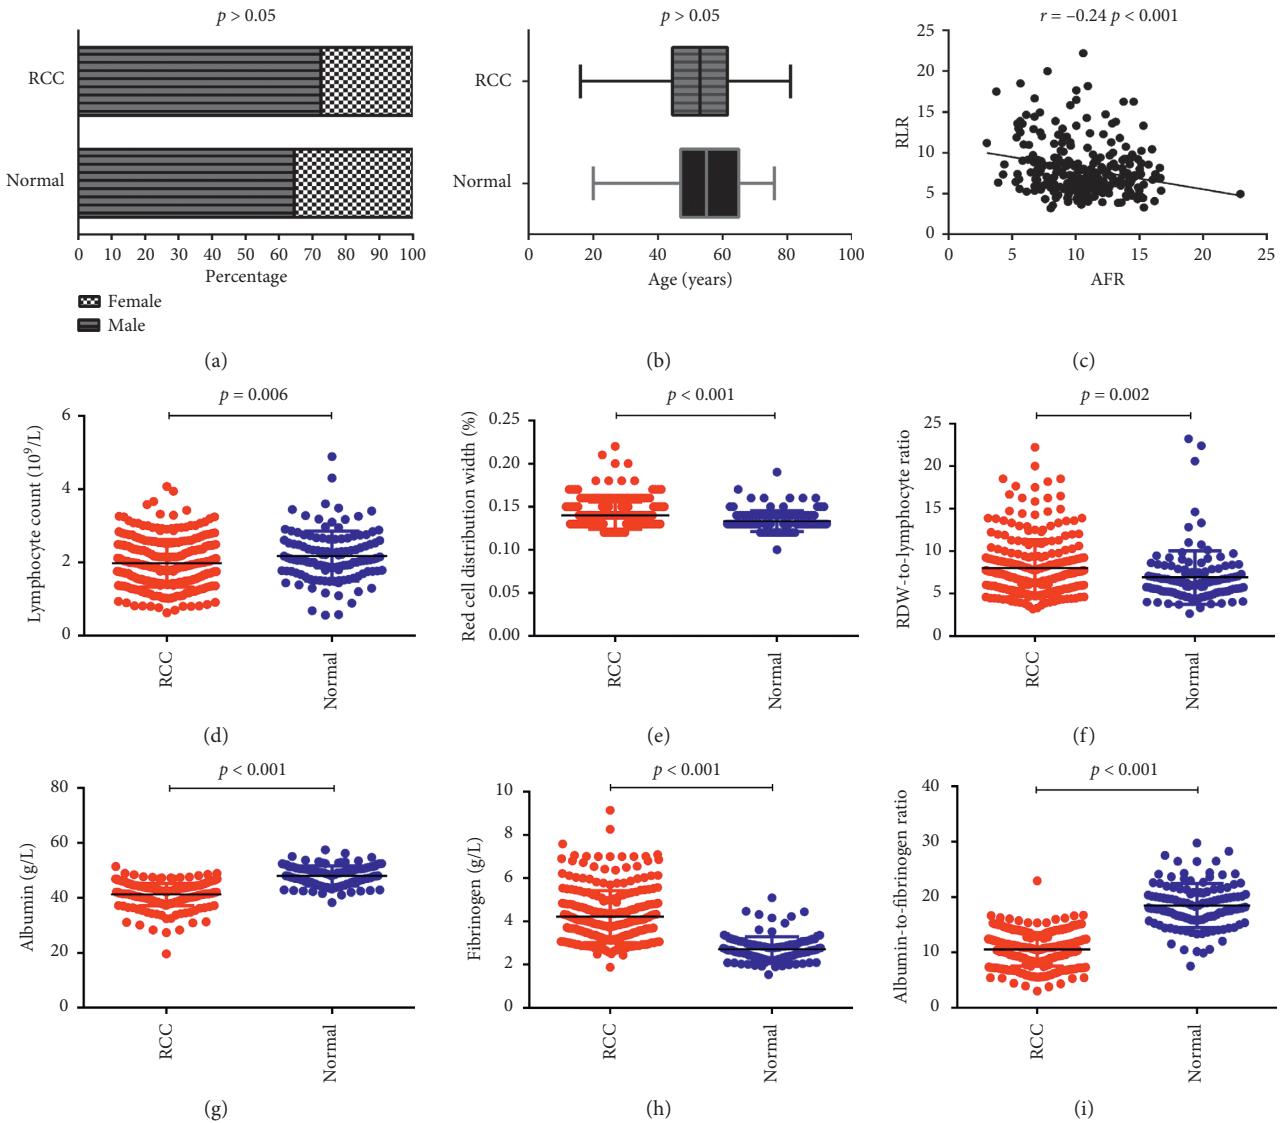 p > 0.05
RCC
Normal
0 10 20 30 40 50 60 70 80 90 100
Percentage
Female
Male
(a)
p > 0.05
RCC
Normal
0 20 40 60 80 100
Age (years)
(b)
r = –0.24 p < 0.001
25
20
15
10
5
0
RLR
0 5 10 15 20 25
AFR
(c)
p = 0.006
6
4
2
0
Lymphocyte count (10⁹/L)
RCC
Normal
(d)
p < 0.001
0.25
0.20
0.15
0.10
0.05
0.00
Red cell distribution width (%)
RCC
Normal
(e)
p = 0.002
25
20
15
10
5
0
RDW-to-lymphocyte ratio
RCC
Normal
(f)
p < 0.001
80
60
40
20
0
Albumin (g/L)
RCC
Normal
(g)
p < 0.001
10
8
6
4
2
0
Fibrinogen (g/L)
RCC
Normal
(h)
p < 0.001
40
30
20
10
0
Albumin-to-fibrinogen ratio
RCC
Normal
(i)